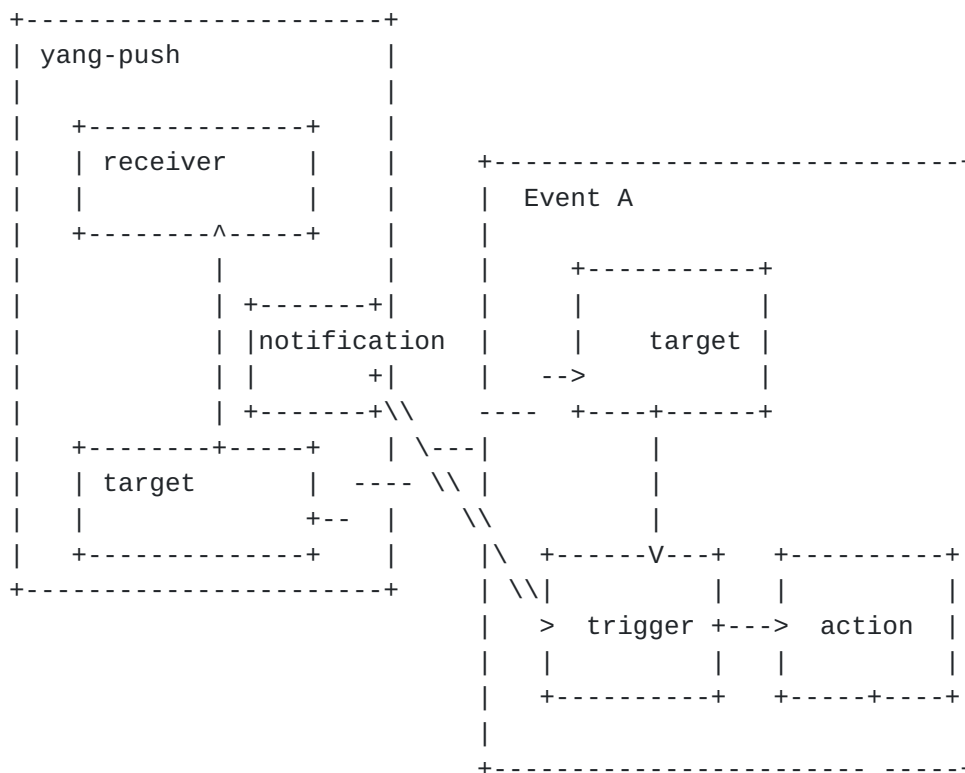 yang-push
receiver
Event A
notification
target
target
trigger
action